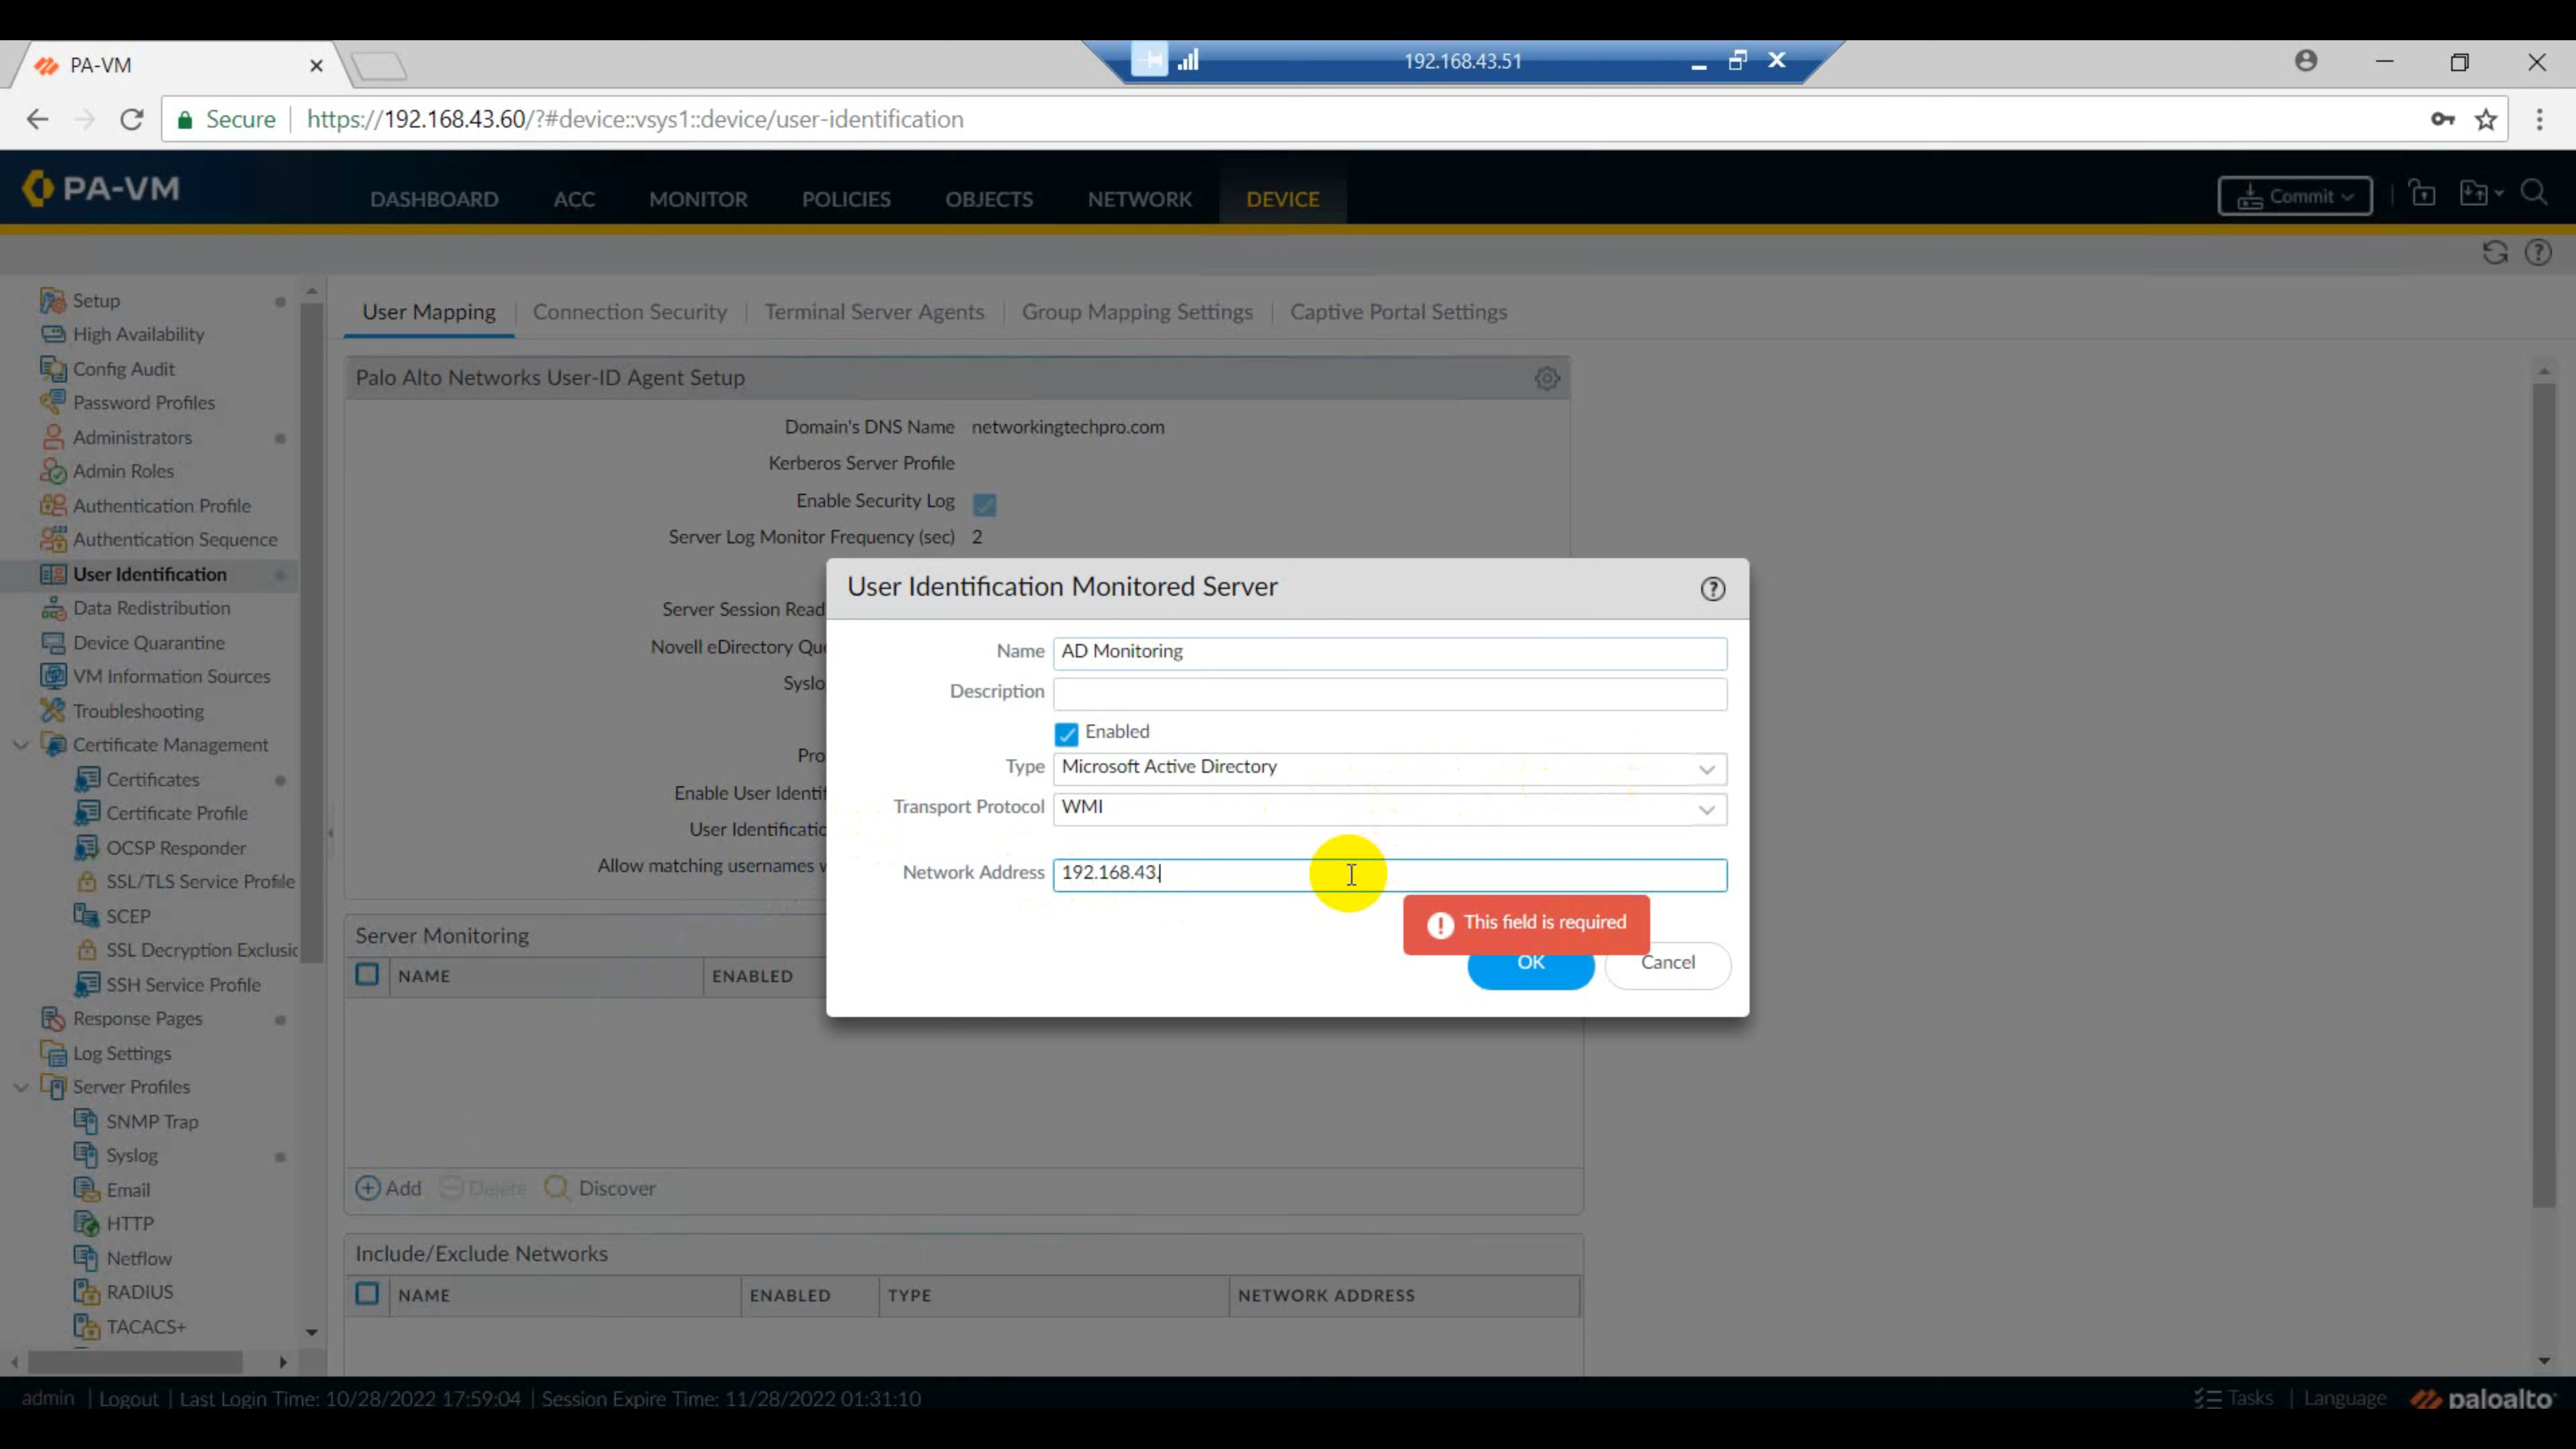 PA-VM
192.168.43.51
Secure https://192.168.43.60/?#device::vsys1::device/user-identification
PA-VM
DASHBOARD ACC MONITOR POLICIES OBJECTS NETWORK DEVICE
Commit
Setup
High Availability
Config Audit
Password Profiles
Administrators
Admin Roles
Authentication Profile
Authentication Sequence
User Identification
Data Redistribution
Device Quarantine
VM Information Sources
Troubleshooting
Certificate Management
Certificates
Certificate Profile
OCSP Responder
SSL/TLS Service Profile
SCEP
SSL Decryption Exclusic
SSH Service Profile
Response Pages
Log Settings
Server Profiles
SNMP Trap
Syslog
Email
HTTP
Netflow
RADIUS
TACACS+
User Mapping Connection Security Terminal Server Agents Group Mapping Settings Captive Portal Settings
Palo Alto Networks User-ID Agent Setup
Domain's DNS Name networkingtechpro.com
Kerberos Server Profile
Enable Security Log
Server Log Monitor Frequency (sec) 2
Server Session Read
Novell eDirectory Que
Syslo
Pro
Enable User Identif
User Identificatio
Allow matching usernames v
User Identification Monitored Server
Name AD Monitoring
Description
Enabled
Type Microsoft Active Directory
Transport Protocol WMI
Network Address 192.168.43.
This field is required
OK Cancel
Server Monitoring
NAME ENABLED
Add Delete Discover
Include/Exclude Networks
NAME ENABLED TYPE NETWORK ADDRESS
admin | Logout | Last Login Time: 10/28/2022 17:59:04 | Session Expire Time: 11/28/2022 01:31:10
Tasks | Language paloalto